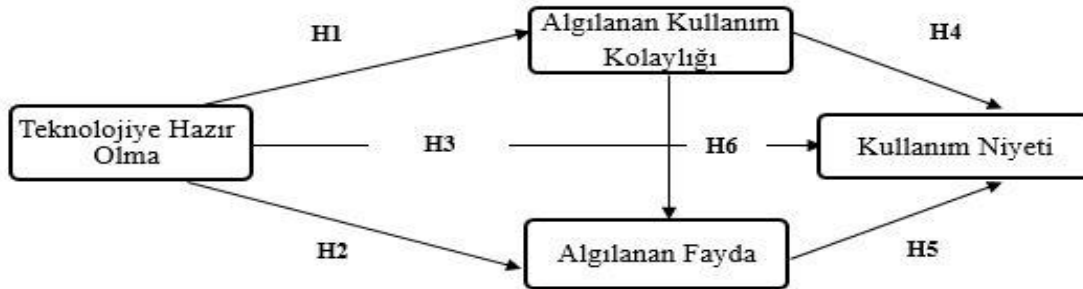 H1
Algılanan Kullanım
Kolaylığı
H4
Teknolojiye Hazır
Olma
H3
H6
Kullanım Niyeti
H2
Algılanan Fayda
H5